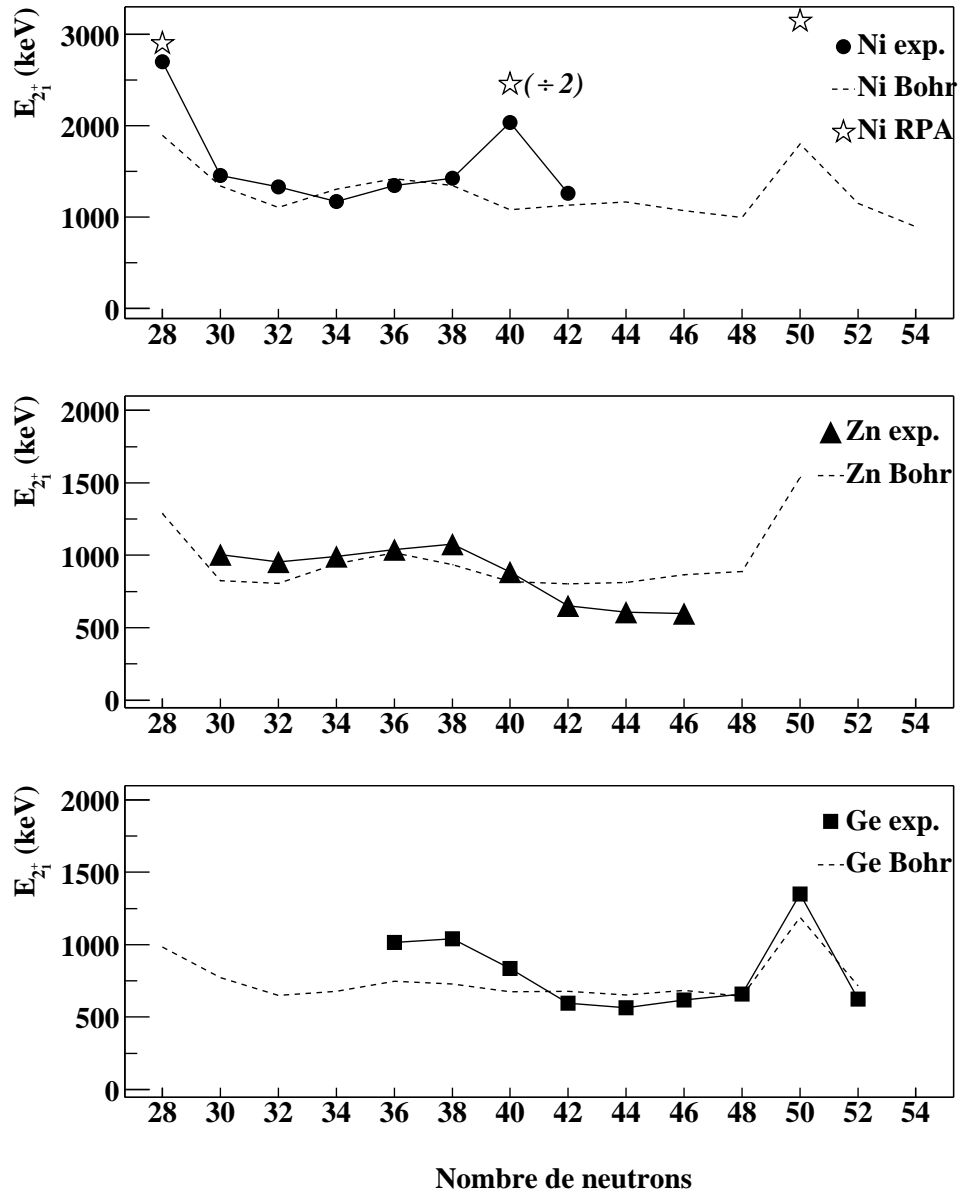 E2+1 (keV)
3000
2000
1000
0
Ni exp.
Ni Bohr
Ni RPA
(÷2)
28 30 32 34 36 38 40 42 44 46 48 50 52 54
E2+1 (keV)
2000
1500
1000
500
0
Zn exp.
Zn Bohr
28 30 32 34 36 38 40 42 44 46 48 50 52 54
E2+1 (keV)
2000
1500
1000
500
0
Ge exp.
Ge Bohr
28 30 32 34 36 38 40 42 44 46 48 50 52 54
Nombre de neutrons